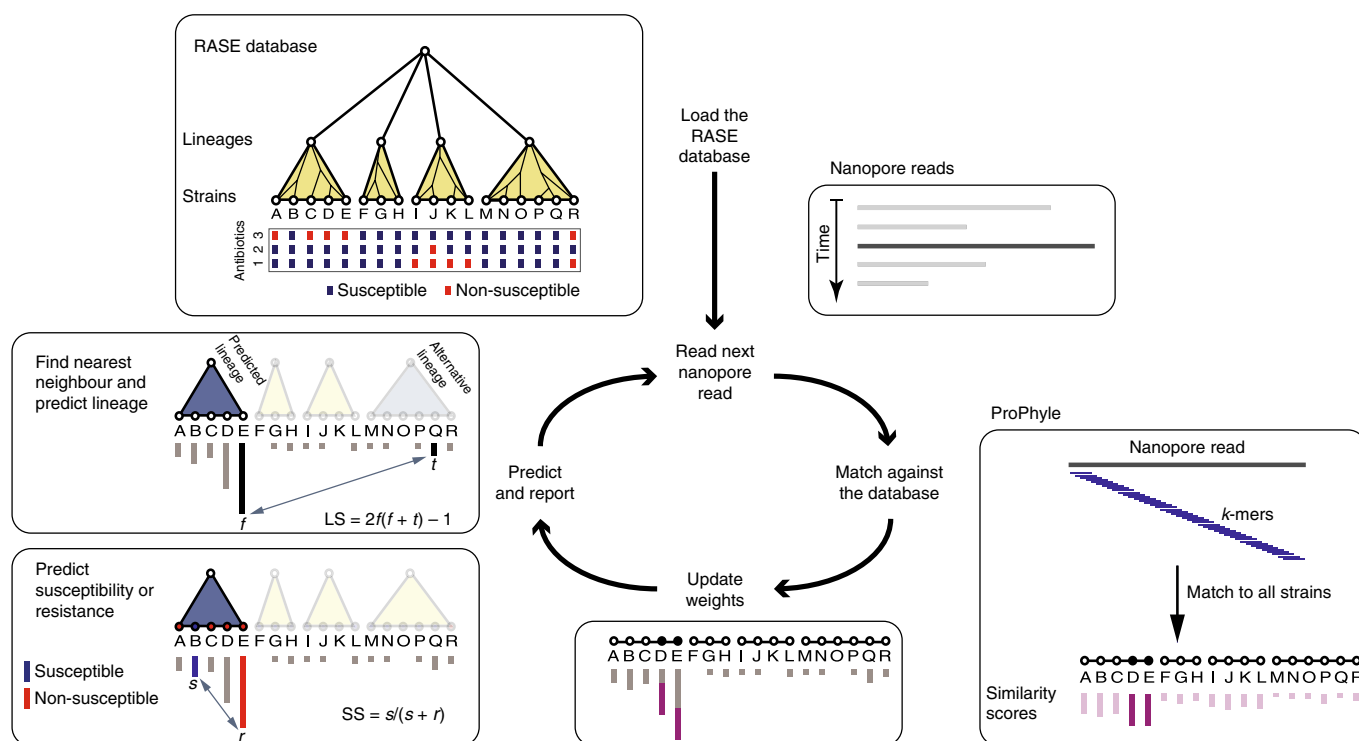 RASE database
Lineages
Strains
A B C D E F G H I J K L M N O P Q R
Antibiotics
3
2
1
Susceptible
Non-susceptible
Load the
RASE
database
Nanopore reads
Time
Read next
nanopore
read
Match against
the database
Update
weights
Predict
and report
Find nearest
neighbour and
predict lineage
Predicted
lineage
Alternative
lineage
A B C D E F G H I J K L M N O P Q R
t
f
LS = 2f(f + t) − 1
Predict
susceptibility or
resistance
A B C D E F G H I J K L M N O P Q R
Susceptible
Non-susceptible
s
r
SS = s/(s + r)
A B C D E F G H I J K L M N O P Q R
ProPhyle
Nanopore read
k-mers
Match to all strains
A B C D E F G H I J K L M N O P Q R
Similarity
scores